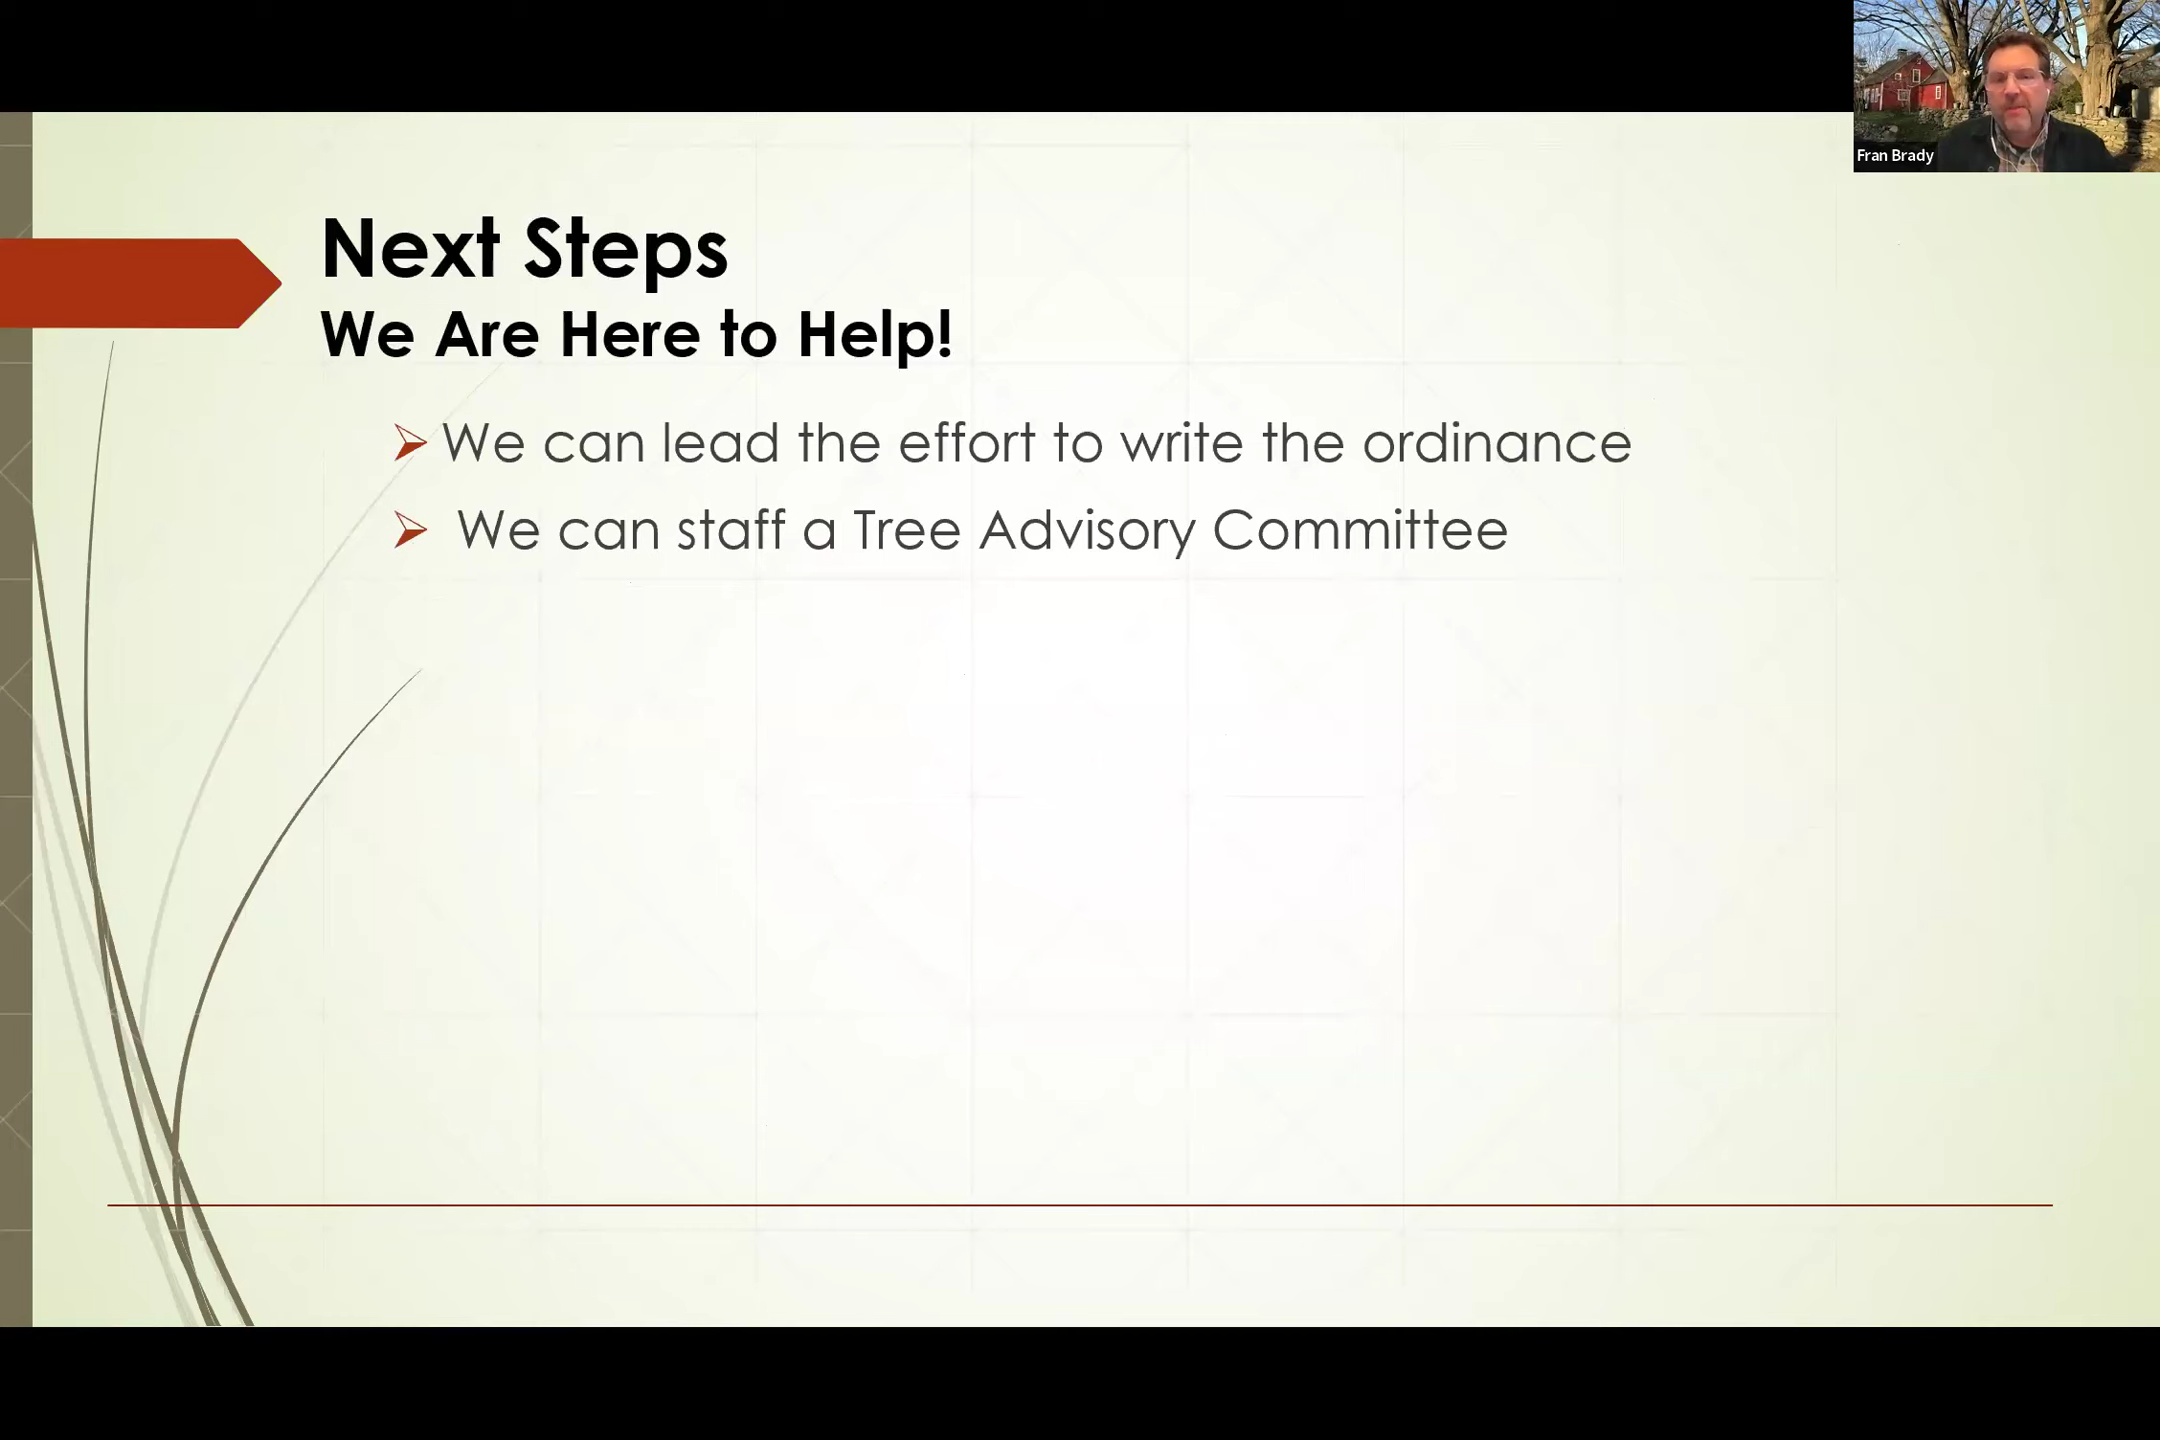 Fran Brady
Next Steps
We Are Here to Help!
We can lead the effort to write the ordinance
We can staff a Tree Advisory Committee